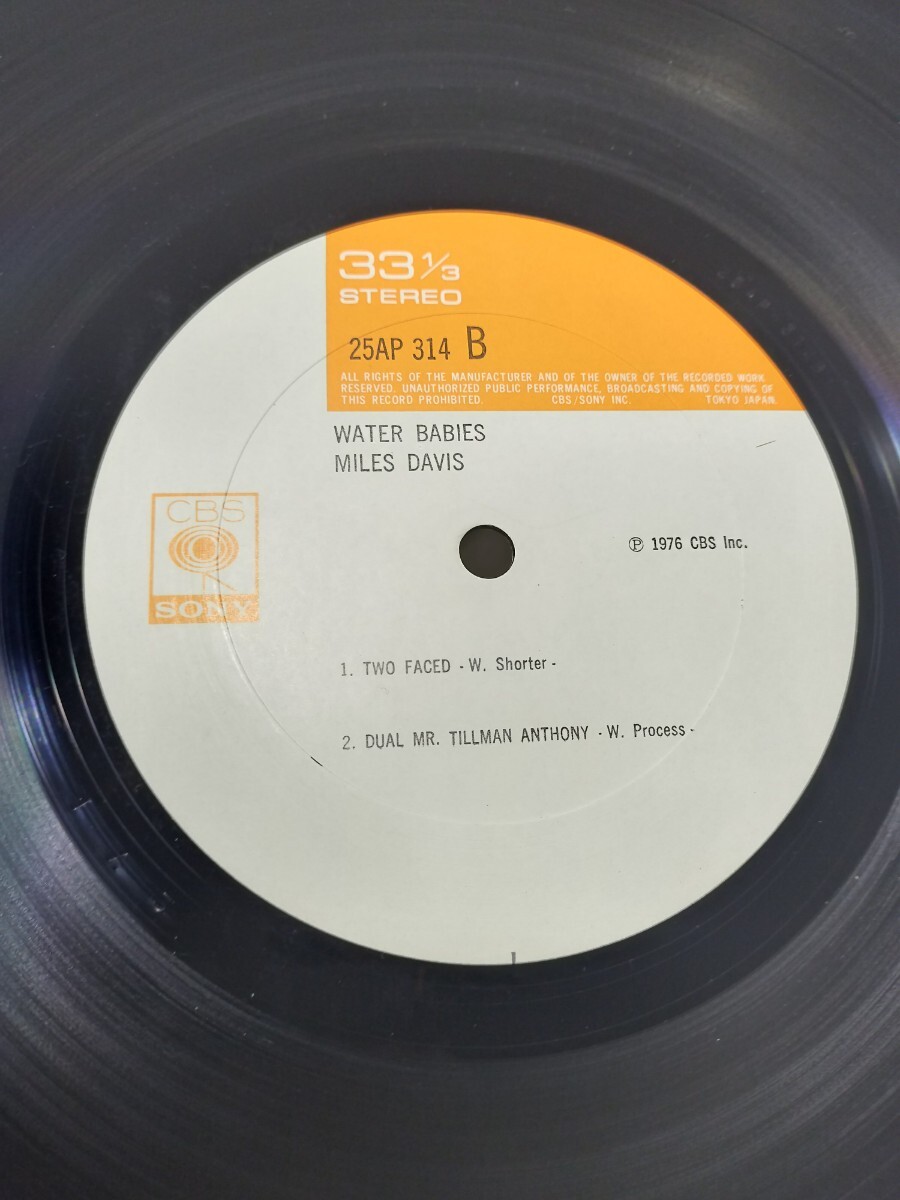 33 1/3
STEREO
25AP 314 B
ALL RIGHTS OF THE MANUFACTURER AND OF THE OWNER OF THE RECORDED WORK
RESERVED. UNAUTHORIZED PUBLIC PERFORMANCE, BROADCASTING AND COPYING OF
THIS RECORD PROHIBITED. CBS/SONY INC. TOKYO JAPAN.
WATER BABIES
MILES DAVIS
CBS
SONY
℗ 1976 CBS Inc.
1. TWO FACED - W. Shorter -
2. DUAL MR. TILLMAN ANTHONY - W. Process -